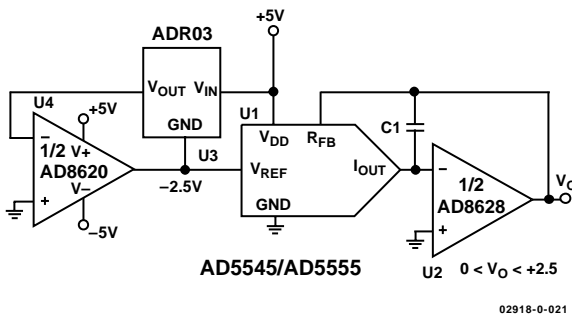 +5V
ADR03
V_OUT V_IN
GND
U4
+5V
−
V+
1/2
AD8620
V−
+
−5V
U3
−2.5V
U1
V_DD
R_FB
V_REF
I_OUT
GND
C1
−
1/2
AD8628
+
V_O
U2
0 < V_O < +2.5
AD5545/AD5555
02918-0-021